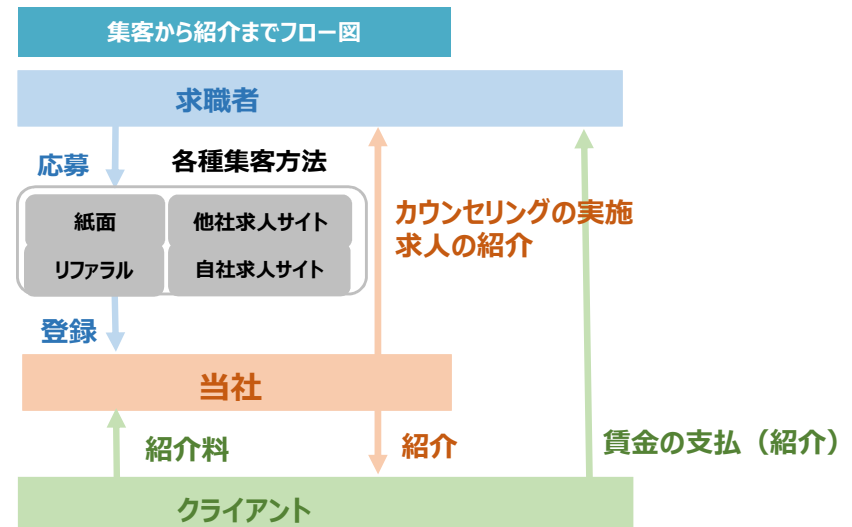 集客から紹介までフロー図
求職者
応募
各種集客方法
紙面
他社求人サイト
リファラル
自社求人サイト
カウンセリングの実施
求人の紹介
登録
当社
紹介料
紹介
賃金の支払（紹介）
クライアント